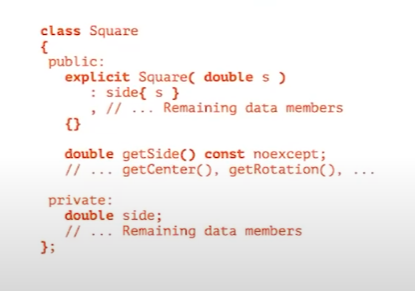 class Square
{
public:
explicit Square( double s )
: side{ s }
, // ... Remaining data members
{}
double getSide() const noexcept;
// ... getCenter(), getRotation(), ...
private:
double side;
// ... Remaining data members
};